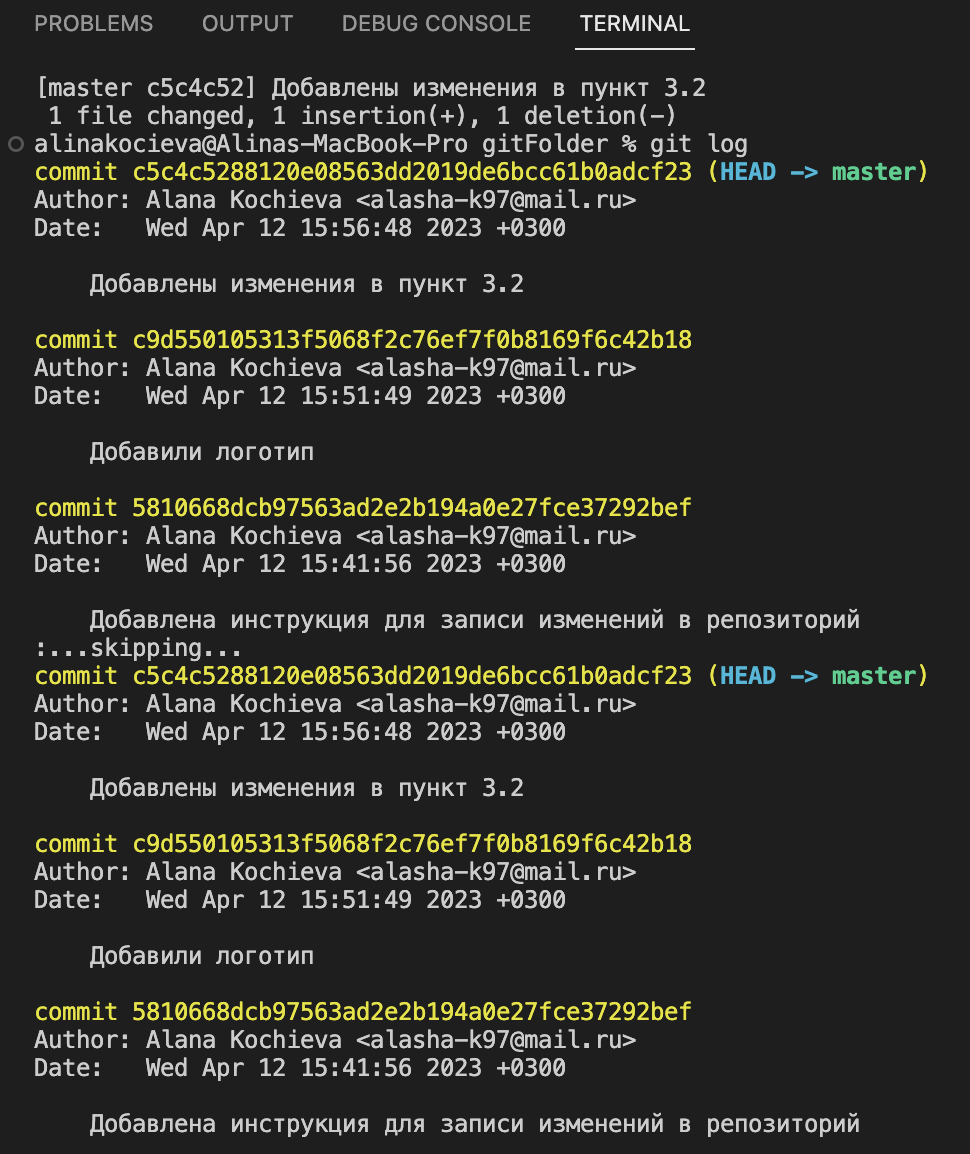 PROBLEMS OUTPUT DEBUG CONSOLE TERMINAL
[master c5c4c52] Добавлены изменения в пункт 3.2
1 file changed, 1 insertion(+), 1 deletion(-)
alinakocieva@Alinas-MacBook-Pro gitFolder % git log
commit c5c4c5288120e08563dd2019de6bcc61b0adcf23 (HEAD -> master)
Author: Alana Kochieva <alasha-k97@mail.ru>
Date:   Wed Apr 12 15:56:48 2023 +0300
Добавлены изменения в пункт 3.2
commit c9d550105313f5068f2c76ef7f0b8169f6c42b18
Author: Alana Kochieva <alasha-k97@mail.ru>
Date:   Wed Apr 12 15:51:49 2023 +0300
Добавили логотип
commit 5810668dcb97563ad2e2b194a0e27fce37292bef
Author: Alana Kochieva <alasha-k97@mail.ru>
Date:   Wed Apr 12 15:41:56 2023 +0300
Добавлена инструкция для записи изменений в репозиторий
:...skipping...
commit c5c4c5288120e08563dd2019de6bcc61b0adcf23 (HEAD -> master)
Author: Alana Kochieva <alasha-k97@mail.ru>
Date:   Wed Apr 12 15:56:48 2023 +0300
Добавлены изменения в пункт 3.2
commit c9d550105313f5068f2c76ef7f0b8169f6c42b18
Author: Alana Kochieva <alasha-k97@mail.ru>
Date:   Wed Apr 12 15:51:49 2023 +0300
Добавили логотип
commit 5810668dcb97563ad2e2b194a0e27fce37292bef
Author: Alana Kochieva <alasha-k97@mail.ru>
Date:   Wed Apr 12 15:41:56 2023 +0300
Добавлена инструкция для записи изменений в репозиторий